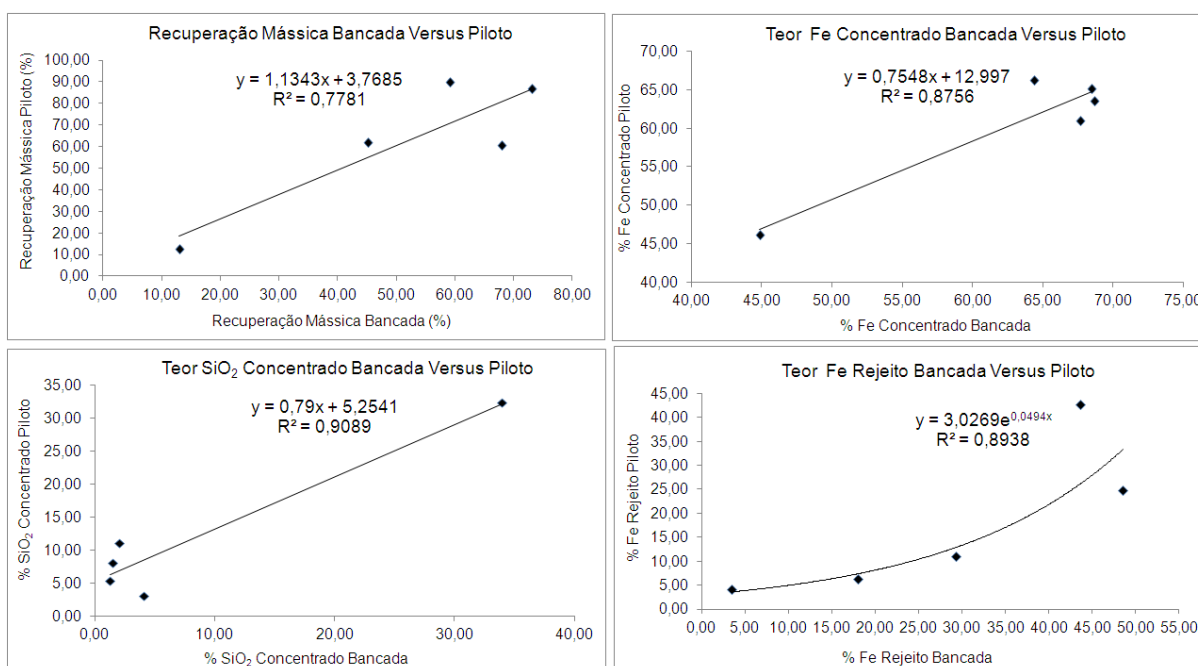 Recuperação Mássica Bancada Versus Piloto
y = 1,1343x + 3,7685
R² = 0,7781
Recuperação Mássica Piloto (%)
100,00
90,00
80,00
70,00
60,00
50,00
40,00
30,00
20,00
10,00
0,00
0,00 10,00 20,00 30,00 40,00 50,00 60,00 70,00 80,00
Recuperação Mássica Bancada (%)
Teor Fe Concentrado Bancada Versus Piloto
y = 0,7548x + 12,997
R² = 0,8756
% Fe Concentrado Piloto
70,00
65,00
60,00
55,00
50,00
45,00
40,00
40,00 45,00 50,00 55,00 60,00 65,00 70,00 75,00
% Fe Concentrado Bancada
Teor SiO₂ Concentrado Bancada Versus Piloto
y = 0,79x + 5,2541
R² = 0,9089
% SiO₂ Concentrado Piloto
35,00
30,00
25,00
20,00
15,00
10,00
5,00
0,00
0,00 10,00 20,00 30,00 40,00
% SiO₂ Concentrado Bancada
Teor Fe Rejeito Bancada Versus Piloto
y = 3,0269e^0,0494x
R² = 0,8938
% Fe Rejeito Piloto
45,00
40,00
35,00
30,00
25,00
20,00
15,00
10,00
5,00
0,00
0,00 5,00 10,00 15,00 20,00 25,00 30,00 35,00 40,00 45,00 50,00 55,00
% Fe Rejeito Bancada